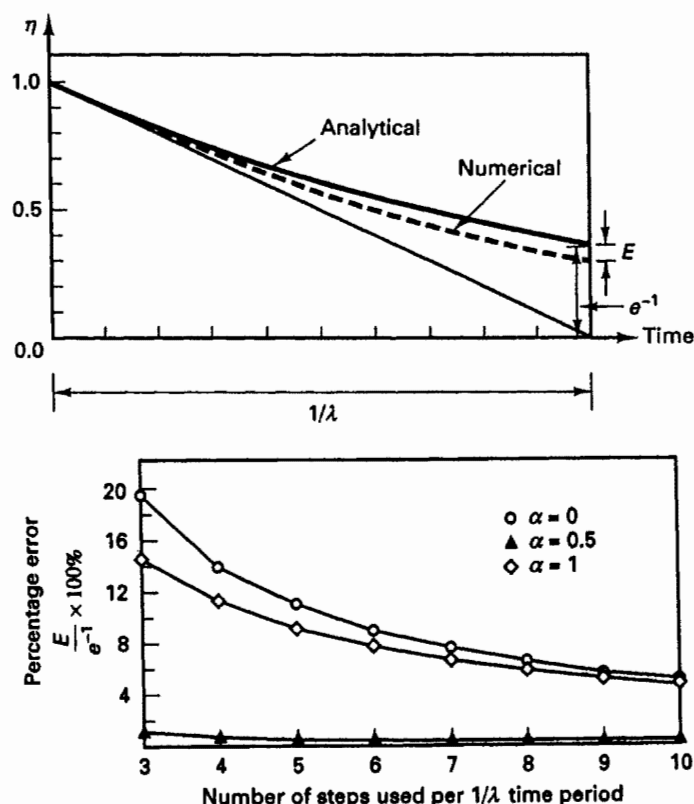 η
1.0
Analytical
Numerical
0.5
E
e⁻¹
0.0
Time
1/λ
20
16
12
8
4
Percentage error
E/e⁻¹ × 100%
α = 0
α = 0.5
α = 1
3 4 5 6 7 8 9 10
Number of steps used per 1/λ time period